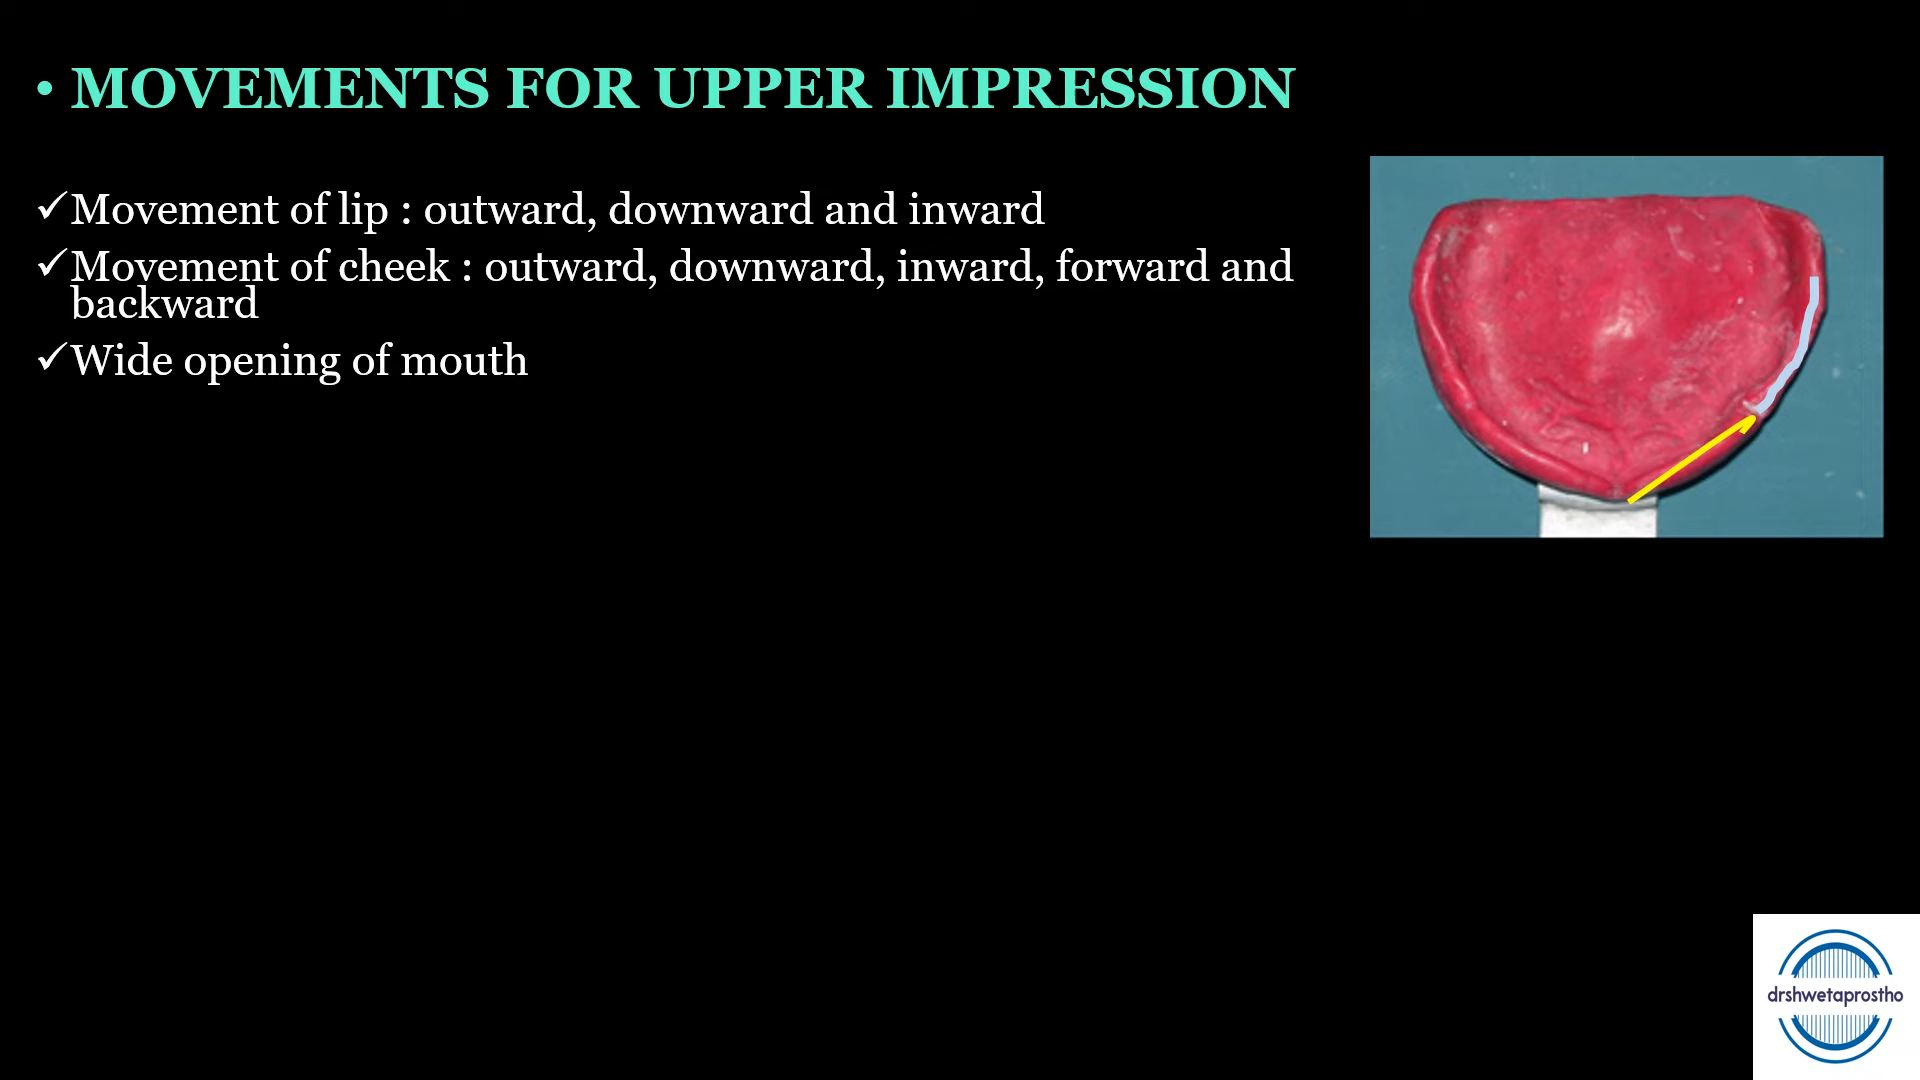 • MOVEMENTS FOR UPPER IMPRESSION
✓Movement of lip : outward, downward and inward
✓Movement of cheek : outward, downward, inward, forward and
backward
✓Wide opening of mouth
drshwetaprostho